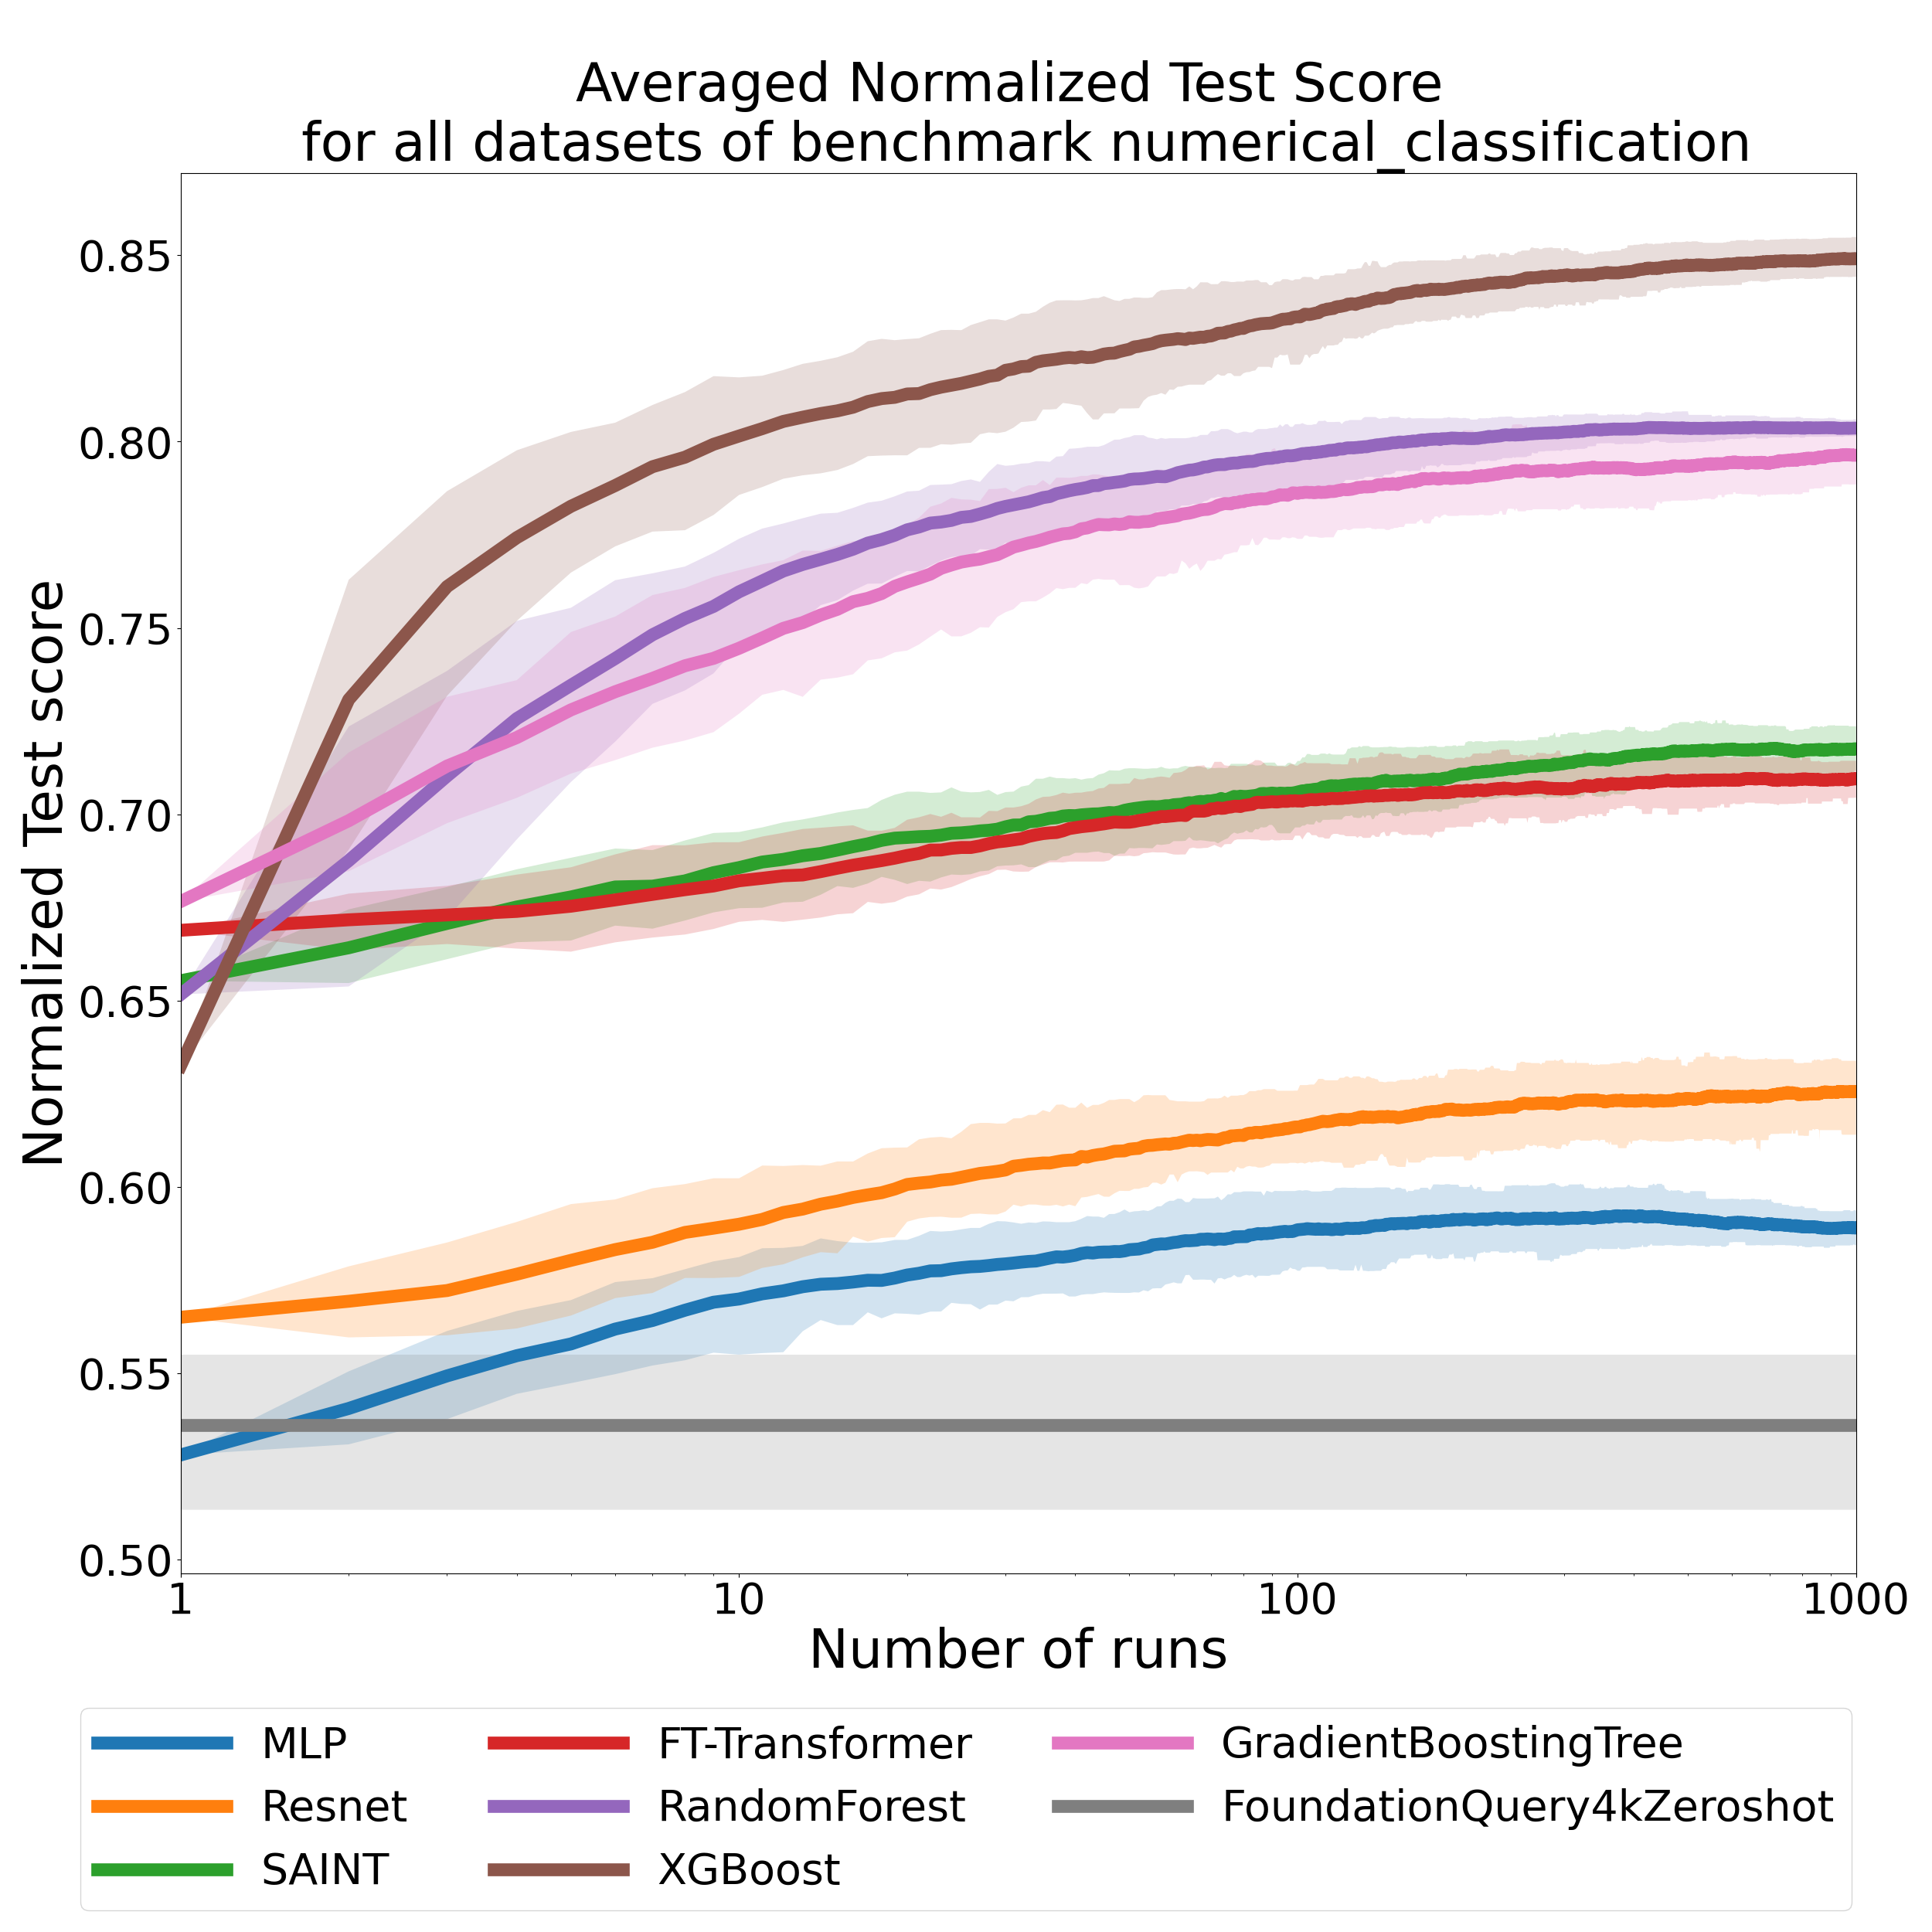 Averaged Normalized Test Score
for all datasets of benchmark numerical_classification
Normalized Test score
0.85
0.80
0.75
0.70
0.65
0.60
0.55
0.50
1
10
100
1000
Number of runs
MLP
Resnet
SAINT
FT-Transformer
RandomForest
XGBoost
GradientBoostingTree
FoundationQuery4kZeroshot